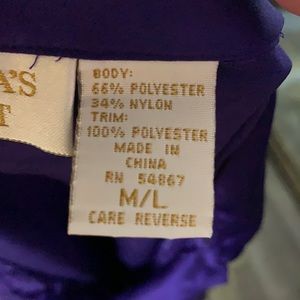 A'S
T
BODY:
66% POLYESTER
34% NYLON
TRIM:
100% POLYESTER
MADE IN
CHINA
RN 54867
M/L
CARE REVERSE